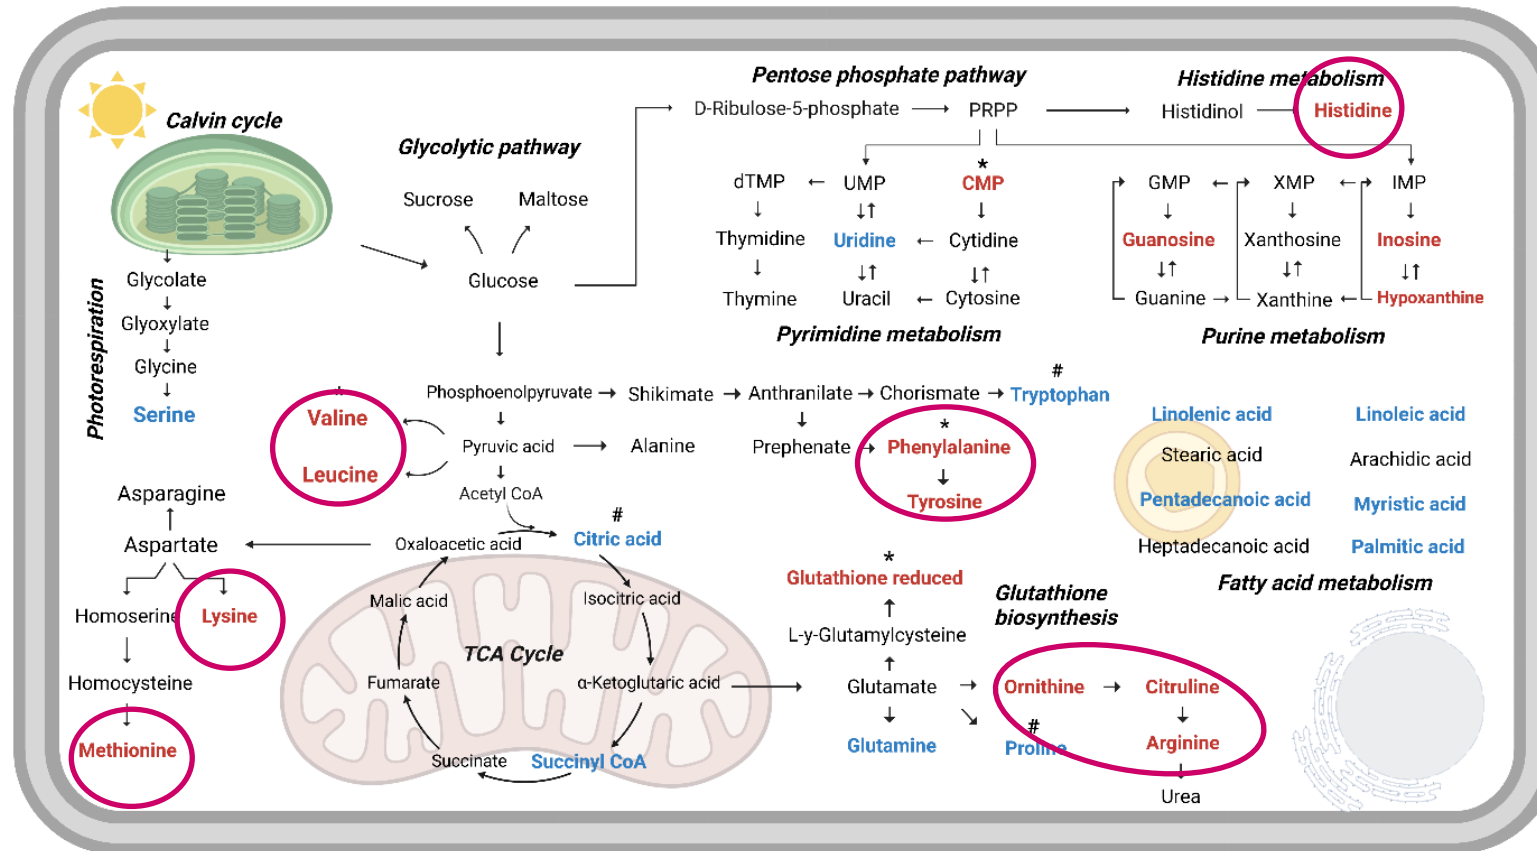 Pentose phosphate pathway
Histidine metabolism
D-Ribulose-5-phosphate
PRPP
Histidinol
Histidine
Calvin cycle
Glycolytic pathway
Sucrose
Maltose
Glucose
*
dTMP
UMP
CMP
GMP
XMP
IMP
Thymidine
Uridine
Cytidine
Guanosine
Xanthosine
Inosine
Thymine
Uracil
Cytosine
Guanine
Xanthine
Hypoxanthine
Pyrimidine metabolism
Purine metabolism
Photorespiration
Glycolate
Glyoxylate
Glycine
Serine
Phosphoenolpyruvate
Shikimate
Anthranilate
Chorismate
#
Tryptophan
*
Valine
Leucine
Pyruvic acid
Alanine
Prephenate
*
Phenylalanine
Tyrosine
Acetyl CoA
Linolenic acid
Linoleic acid
Stearic acid
Arachidic acid
Pentadecanoic acid
Myristic acid
Heptadecanoic acid
Palmitic acid
Fatty acid metabolism
Asparagine
Aspartate
Oxaloacetic acid
#
Citric acid
Homoserine
Lysine
Homocysteine
Methionine
Malic acid
Isocitric acid
TCA Cycle
Fumarate
α-Ketoglutaric acid
Succinate
Succinyl CoA
*
Glutathione reduced
Glutathione
biosynthesis
L-y-Glutamylcysteine
Glutamate
Ornithine
Citruline
Glutamine
#
Proline
Arginine
Urea